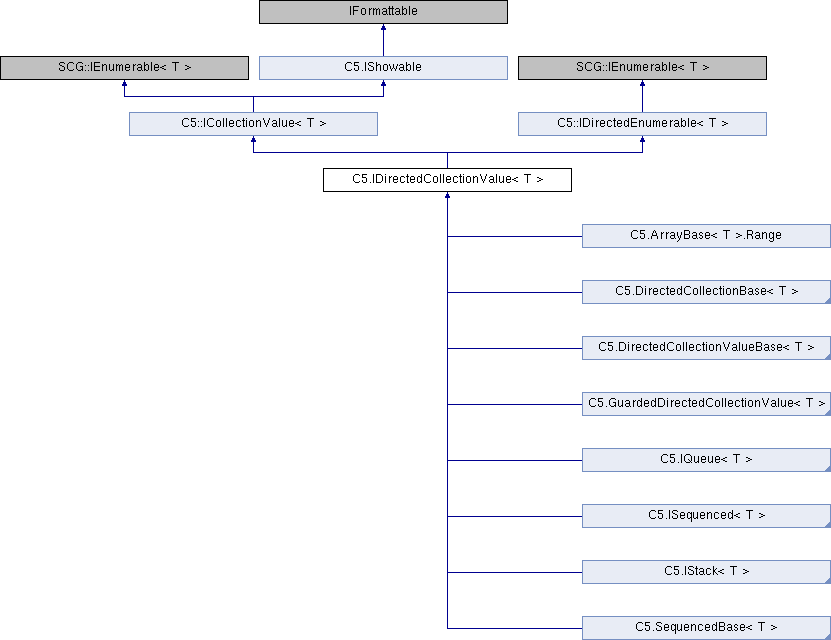 IFormattable
SCG::IEnumerable< T >
C5.IShowable
SCG::IEnumerable< T >
C5::ICollectionValue< T >
C5::IDirectedEnumerable< T >
C5.IDirectedCollectionValue< T >
C5.ArrayBase< T >.Range
C5.DirectedCollectionBase< T >
C5.DirectedCollectionValueBase< T >
C5.GuardedDirectedCollectionValue< T >
C5.IQueue< T >
C5.ISequenced< T >
C5.IStack< T >
C5.SequencedBase< T >